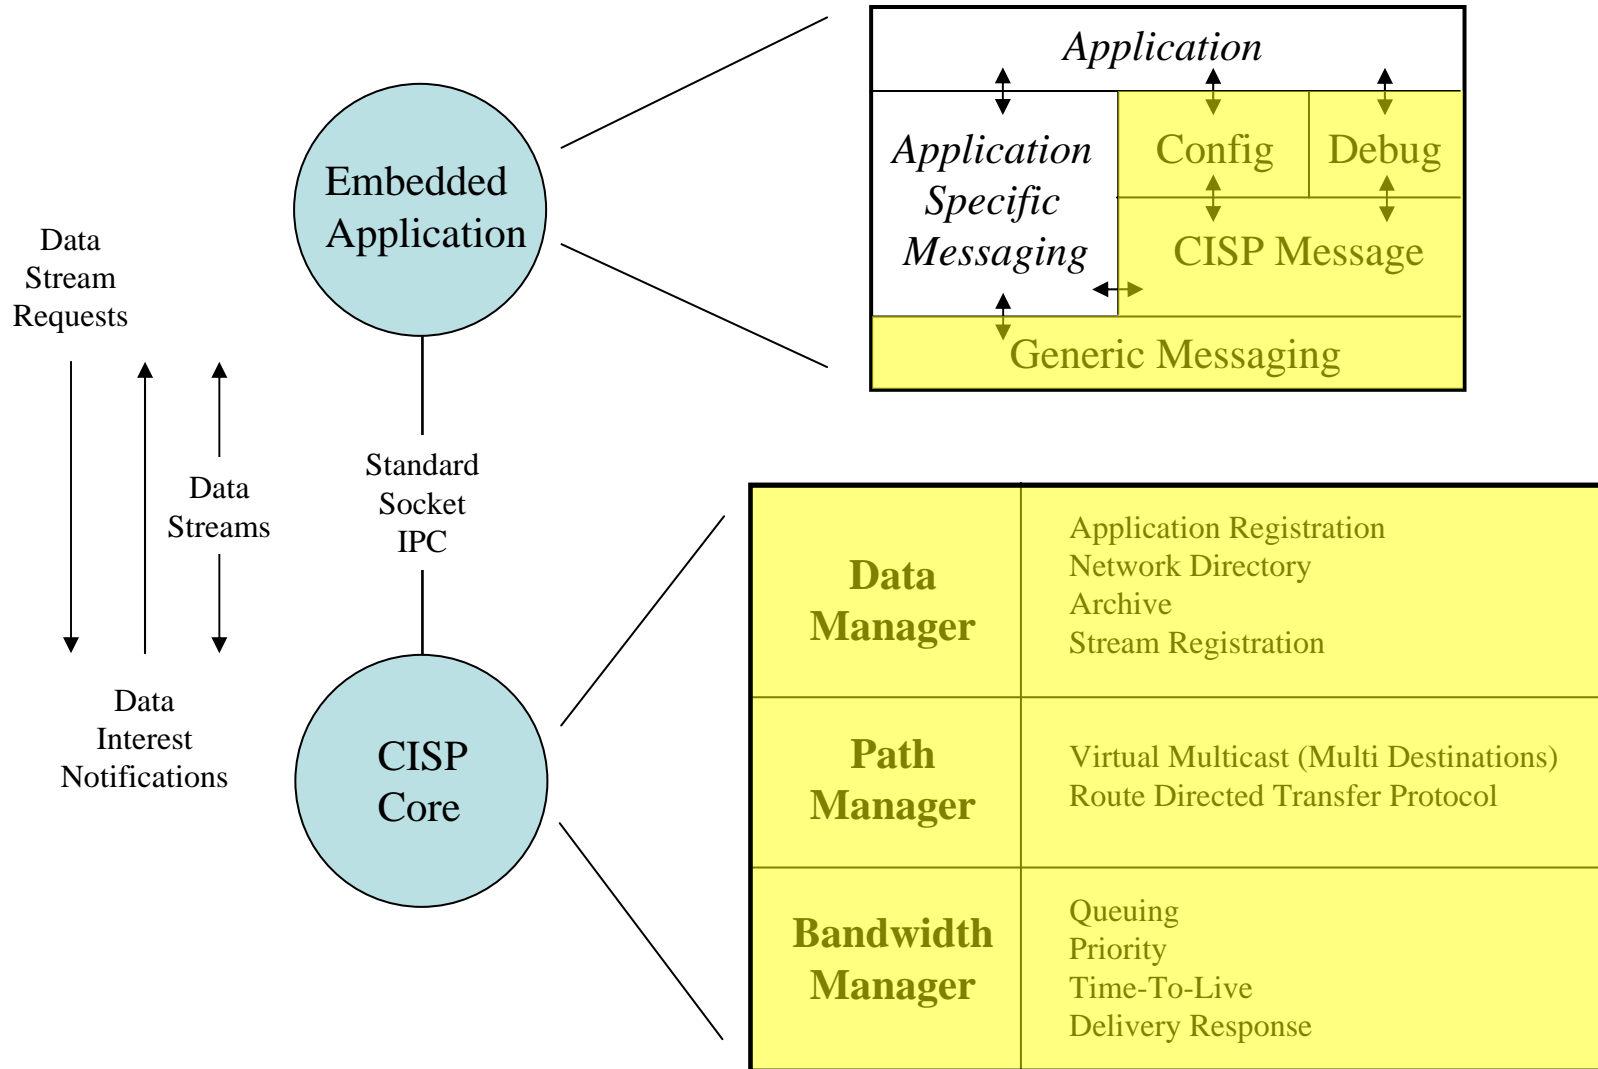 Application
Application
Specific
Messaging
Config
Debug
CISP Message
Generic Messaging
Embedded
Application
Data
Stream
Requests
Data
Streams
Standard
Socket
IPC
Data
Interest
Notifications
CISP
Core
Data
Manager
Application Registration
Network Directory
Archive
Stream Registration
Path
Manager
Virtual Multicast (Multi Destinations)
Route Directed Transfer Protocol
Bandwidth
Manager
Queuing
Priority
Time-To-Live
Delivery Response